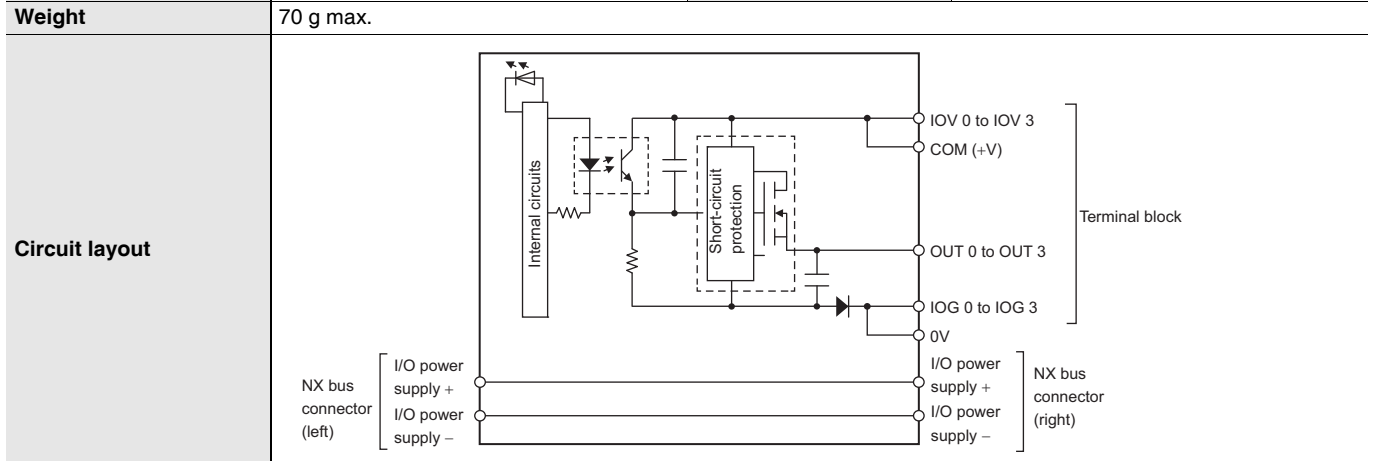 Weight
70 g max.
Circuit layout
Internal circuits
Short-circuit
protection
IOV 0 to IOV 3
COM (+V)
OUT 0 to OUT 3
IOG 0 to IOG 3
0V
Terminal block
NX bus
connector
(left)
I/O power
supply +
I/O power
supply −
I/O power
supply +
I/O power
supply −
NX bus
connector
(right)